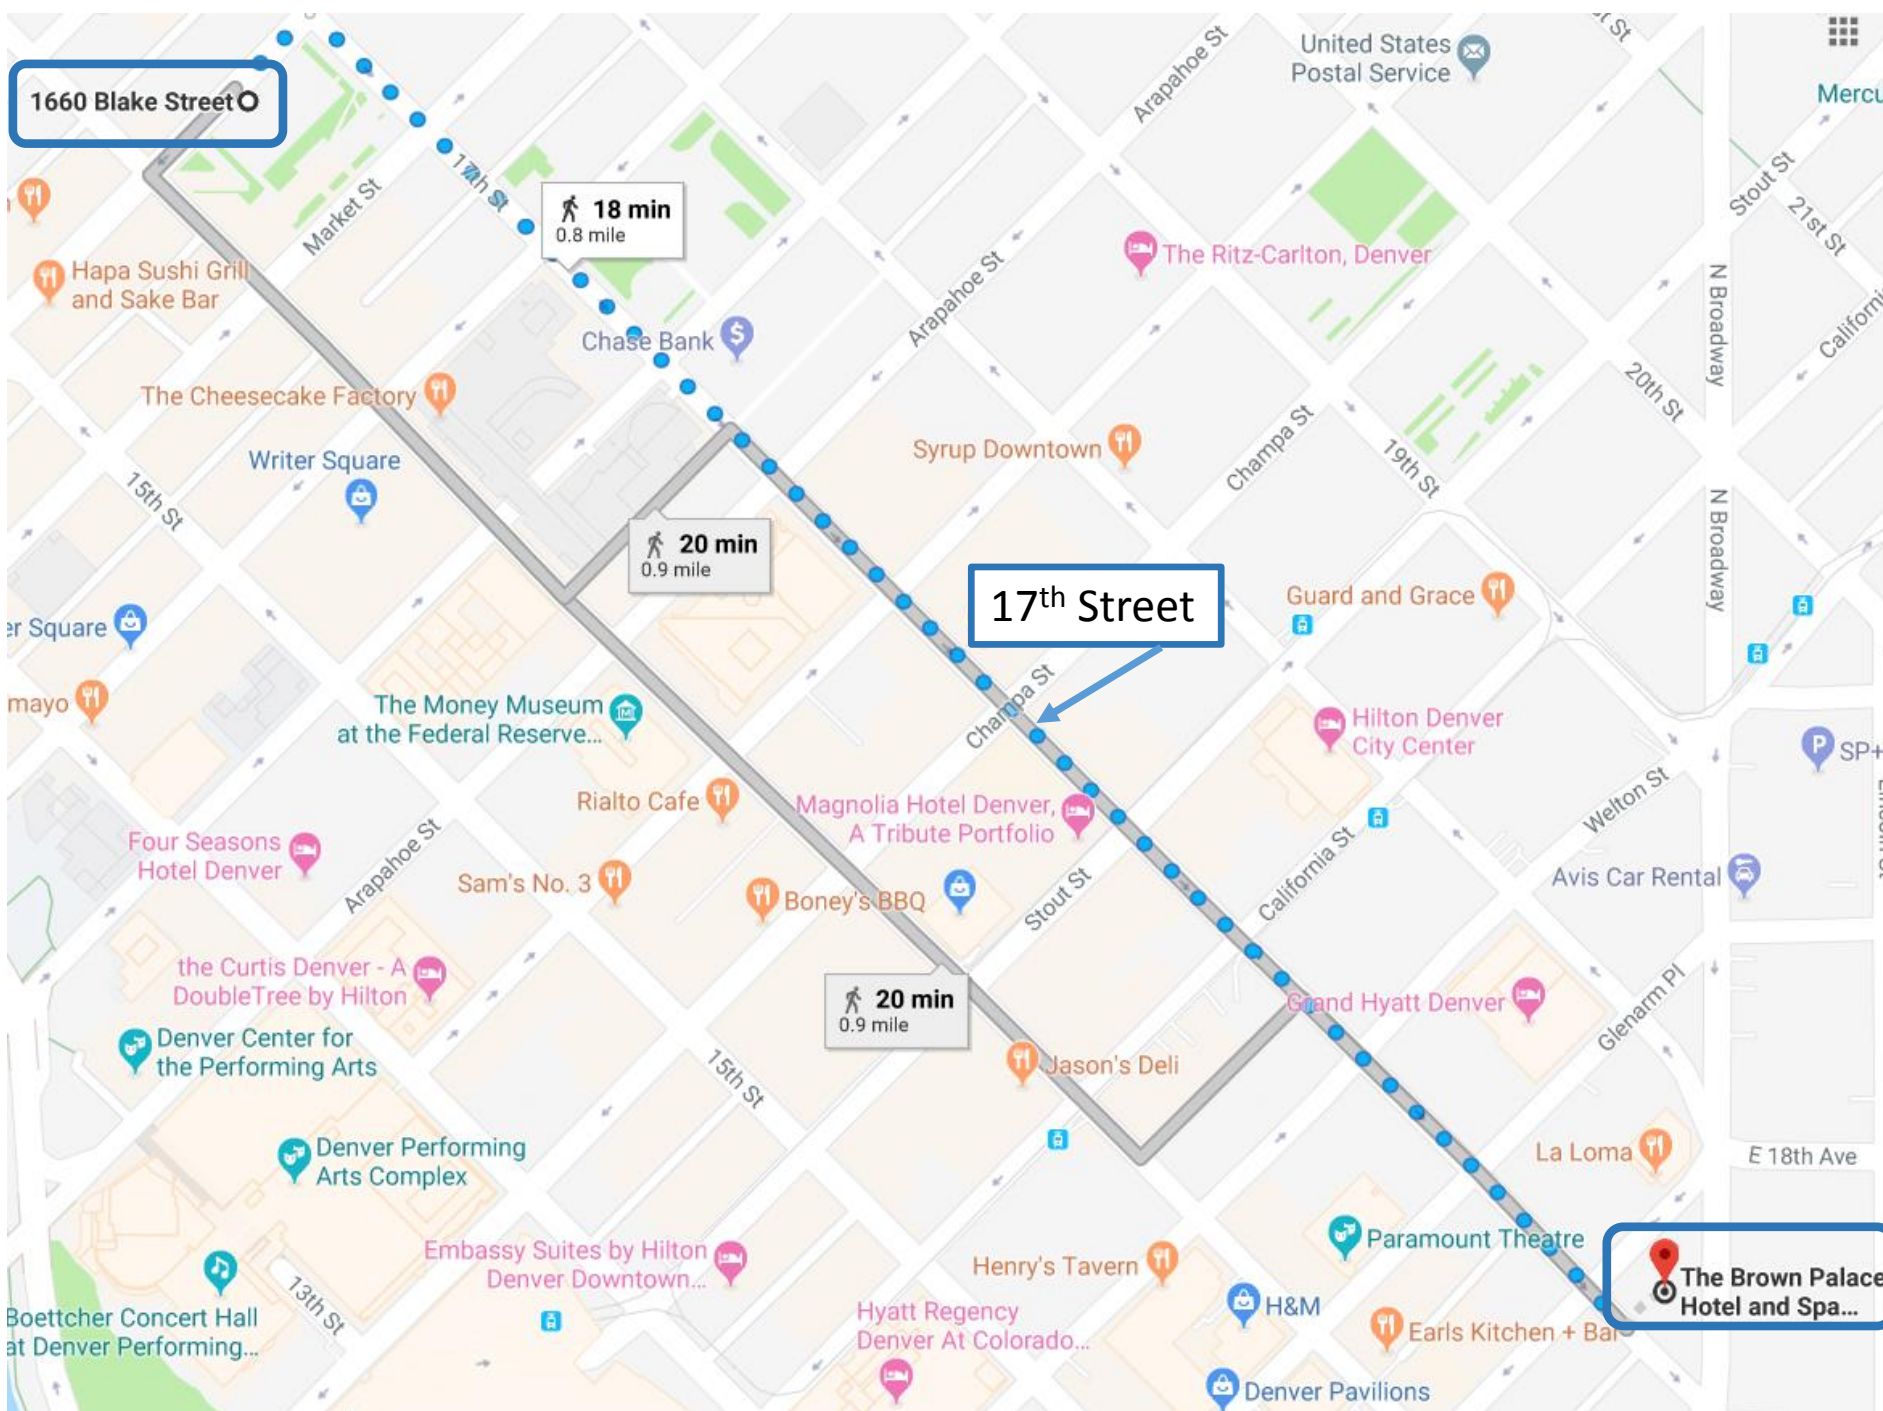 United States
Postal Service
Mercu
1660 Blake Street
17th St
Arapahoe St
Stout St
21st St
18 min
0.8 mile
Market St
The Ritz-Carlton, Denver
N Broadway
Californi
Hapa Sushi Grill
and Sake Bar
Arapahoe St
Chase Bank
The Cheesecake Factory
20th St
Champa St
Syrup Downtown
19th St
Writer Square
15th St
N Broadway
20 min
0.9 mile
17th Street
Guard and Grace
er Square
mayo
The Money Museum
at the Federal Reserve...
Champa St
Hilton Denver
City Center
SP+
Rialto Cafe
Magnolia Hotel Denver,
A Tribute Portfolio
Welton St
Four Seasons
Hotel Denver
Arapahoe St
Sam's No. 3
Boney's BBQ
Stout St
California St
Avis Car Rental
the Curtis Denver - A
DoubleTree by Hilton
20 min
0.9 mile
Grand Hyatt Denver
Glenarm Pl
Denver Center for
the Performing Arts
15th St
Jason's Deli
Denver Performing
Arts Complex
La Loma
E 18th Ave
Embassy Suites by Hilton
Denver Downtown...
Henry's Tavern
Paramount Theatre
The Brown Palace
Hotel and Spa...
Boettcher Concert Hall
at Denver Performing...
13th St
Hyatt Regency
Denver At Colorado...
H&M
Earls Kitchen + Bar
Denver Pavilions